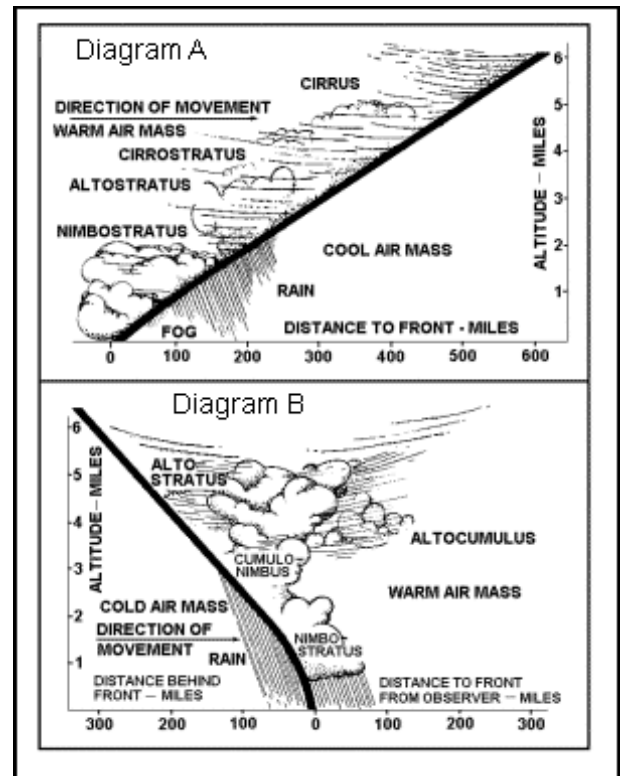 Diagram A
CIRRUS
DIRECTION OF MOVEMENT
WARM AIR MASS
CIRROSTRATUS
ALTOSTRATUS
NIMBOSTRATUS
COOL AIR MASS
RAIN
FOG
DISTANCE TO FRONT - MILES
ALTITUDE — MILES
6
5
4
3
2
1
0 100 200 300 400 500 600
Diagram B
6
5
4
3
2
1
ALTITUDE — MILES
ALTO
STRATUS
ALTOCUMULUS
CUMULO
NIMBUS
WARM AIR MASS
COLD AIR MASS
DIRECTION OF
MOVEMENT
RAIN
NIMBO-
STRATUS
DISTANCE BEHIND
FRONT — MILES
DISTANCE TO FRONT
FROM OBSERVER — MILES
300 200 100 0 100 200 300